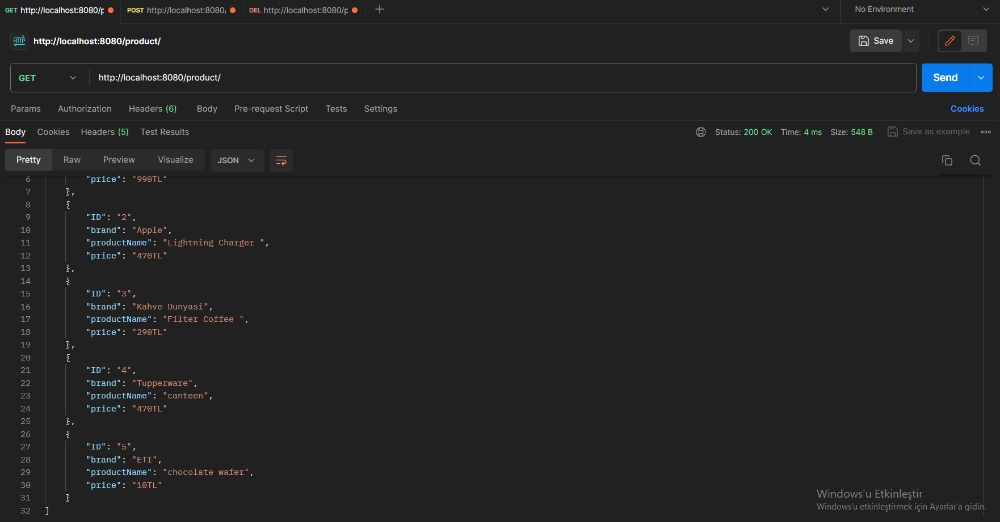 GET http://localhost:8080/p
POST http://localhost:8080/
DEL http://localhost:8080/p
No Environment
HTTP http://localhost:8080/product/
Save
GET http://localhost:8080/product/
Send
Params Authorization Headers (6) Body Pre-request Script Tests Settings Cookies
Body Cookies Headers (5) Test Results Status: 200 OK Time: 4 ms Size: 548 B Save as example
Pretty Raw Preview Visualize JSON
6 "price": "990TL"
7 },
8 {
9 "ID": "2",
10 "brand": "Apple",
11 "productName": "Lightning Charger ",
12 "price": "470TL"
13 },
14 {
15 "ID": "3",
16 "brand": "Kahve Dunyasi",
17 "productName": "Filter Coffee ",
18 "price": "290TL"
19 },
20 {
21 "ID": "4",
22 "brand": "Tupperware",
23 "productName": "canteen",
24 "price": "470TL"
25 },
26 {
27 "ID": "5",
28 "brand": "ETI",
29 "productName": "chocolate wafer",
30 "price": "10TL"
31 }
32 ]
Windows'u Etkinleştir
Windows'u etkinleştirmek için Ayarlar'a gidin.